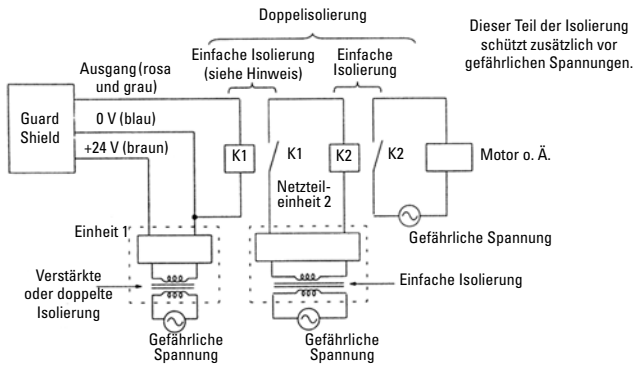 Doppelisolierung
Dieser Teil der Isolierung
schützt zusätzlich vor
gefährlichen Spannungen.
Einfache Isolierung
(siehe Hinweis)
Einfache
Isolierung
Ausgang (rosa
und grau)
0 V (blau)
+24 V (braun)
Guard
Shield
K1
K1
K2
K2
Motor o. Ä.
Netzteil-
einheit 2
Gefährliche Spannung
Einheit 1
Verstärkte
oder doppelte
Isolierung
Einfache Isolierung
Gefährliche
Spannung
Gefährliche
Spannung